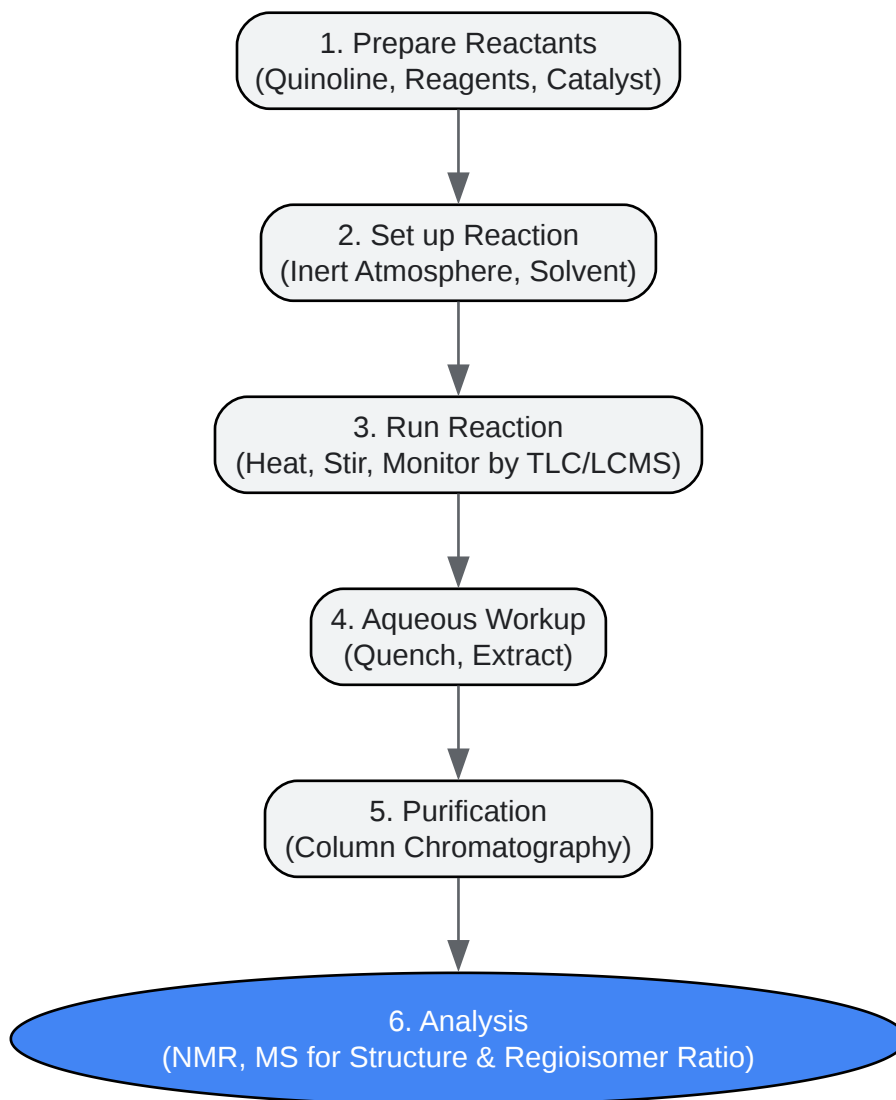 1. Prepare Reactants
(Quinoline, Reagents, Catalyst)
2. Set up Reaction
(Inert Atmosphere, Solvent)
3. Run Reaction
(Heat, Stir, Monitor by TLC/LCMS)
4. Aqueous Workup
(Quench, Extract)
5. Purification
(Column Chromatography)
6. Analysis
(NMR, MS for Structure & Regioisomer Ratio)